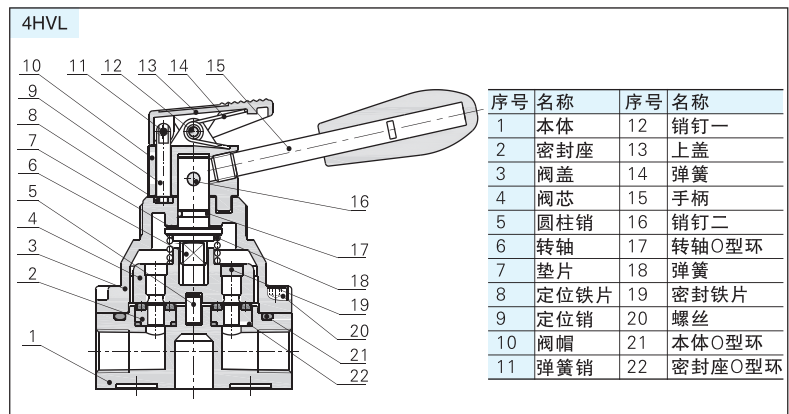 4HVL
10 11 12 13 14 15
9
8
7
6
5
4
3
2
1
16
17
18
19
20
21
22
序号 名称 序号 名称
1 本体 12 销钉一
2 密封座 13 上盖
3 阀盖 14 弹簧
4 阀芯 15 手柄
5 圆柱销 16 销钉二
6 转轴 17 转轴O型环
7 垫片 18 弹簧
8 定位铁片 19 密封铁片
9 定位销 20 螺丝
10 阀帽 21 本体O型环
11 弹簧销 22 密封座O型环